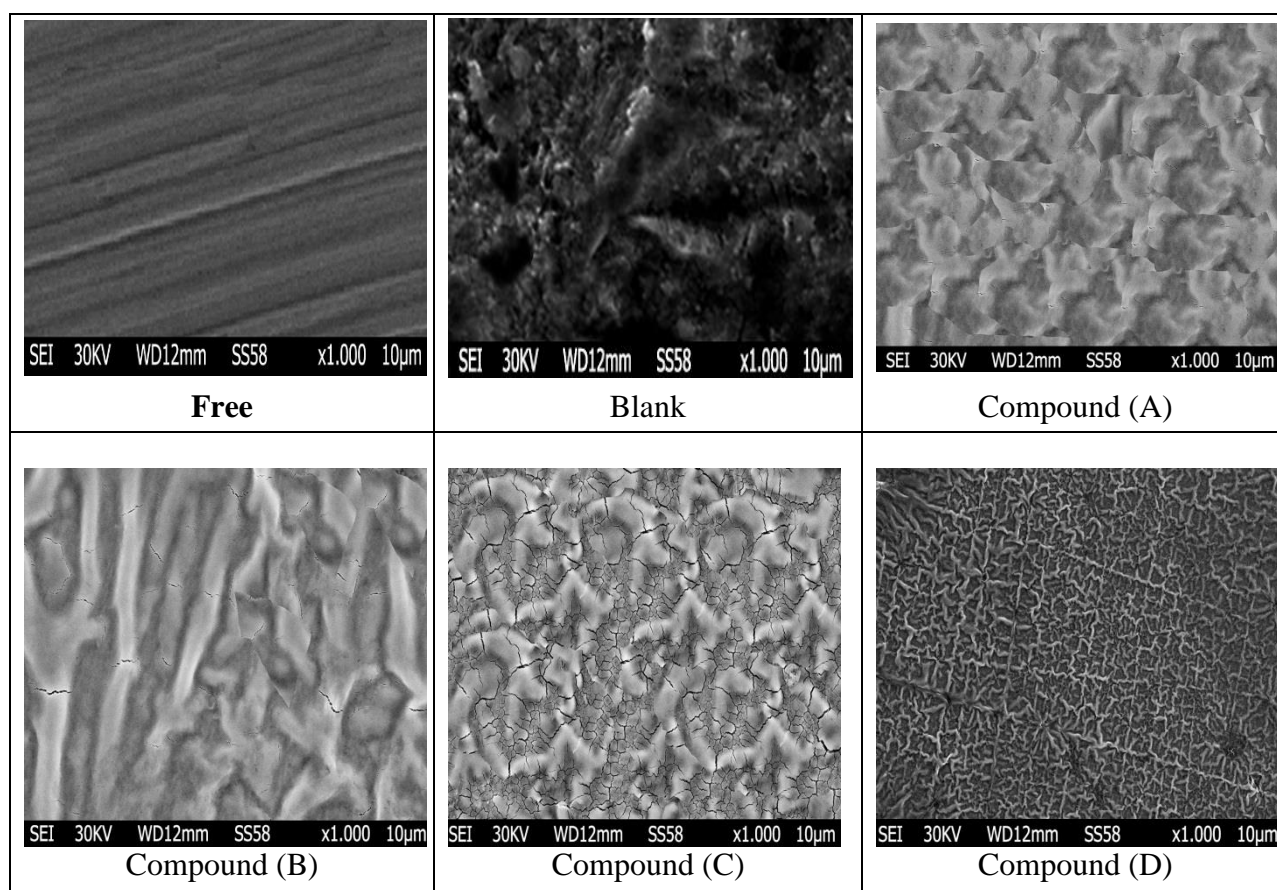 SEI 30KV WD12mm SS58 x1.000 10μm
SEI 30KV WD12mm SS58 x1.000 10μm
SEI 30KV WD12mm SS58 x1.000 10μm
Free
Blank
Compound (A)
SEI 30KV WD12mm SS58 x1.000 10μm
SEI 30KV WD12mm SS58 x1.000 10μm
SEI 30KV WD12mm SS58 x1.000 10μm
Compound (B)
Compound (C)
Compound (D)